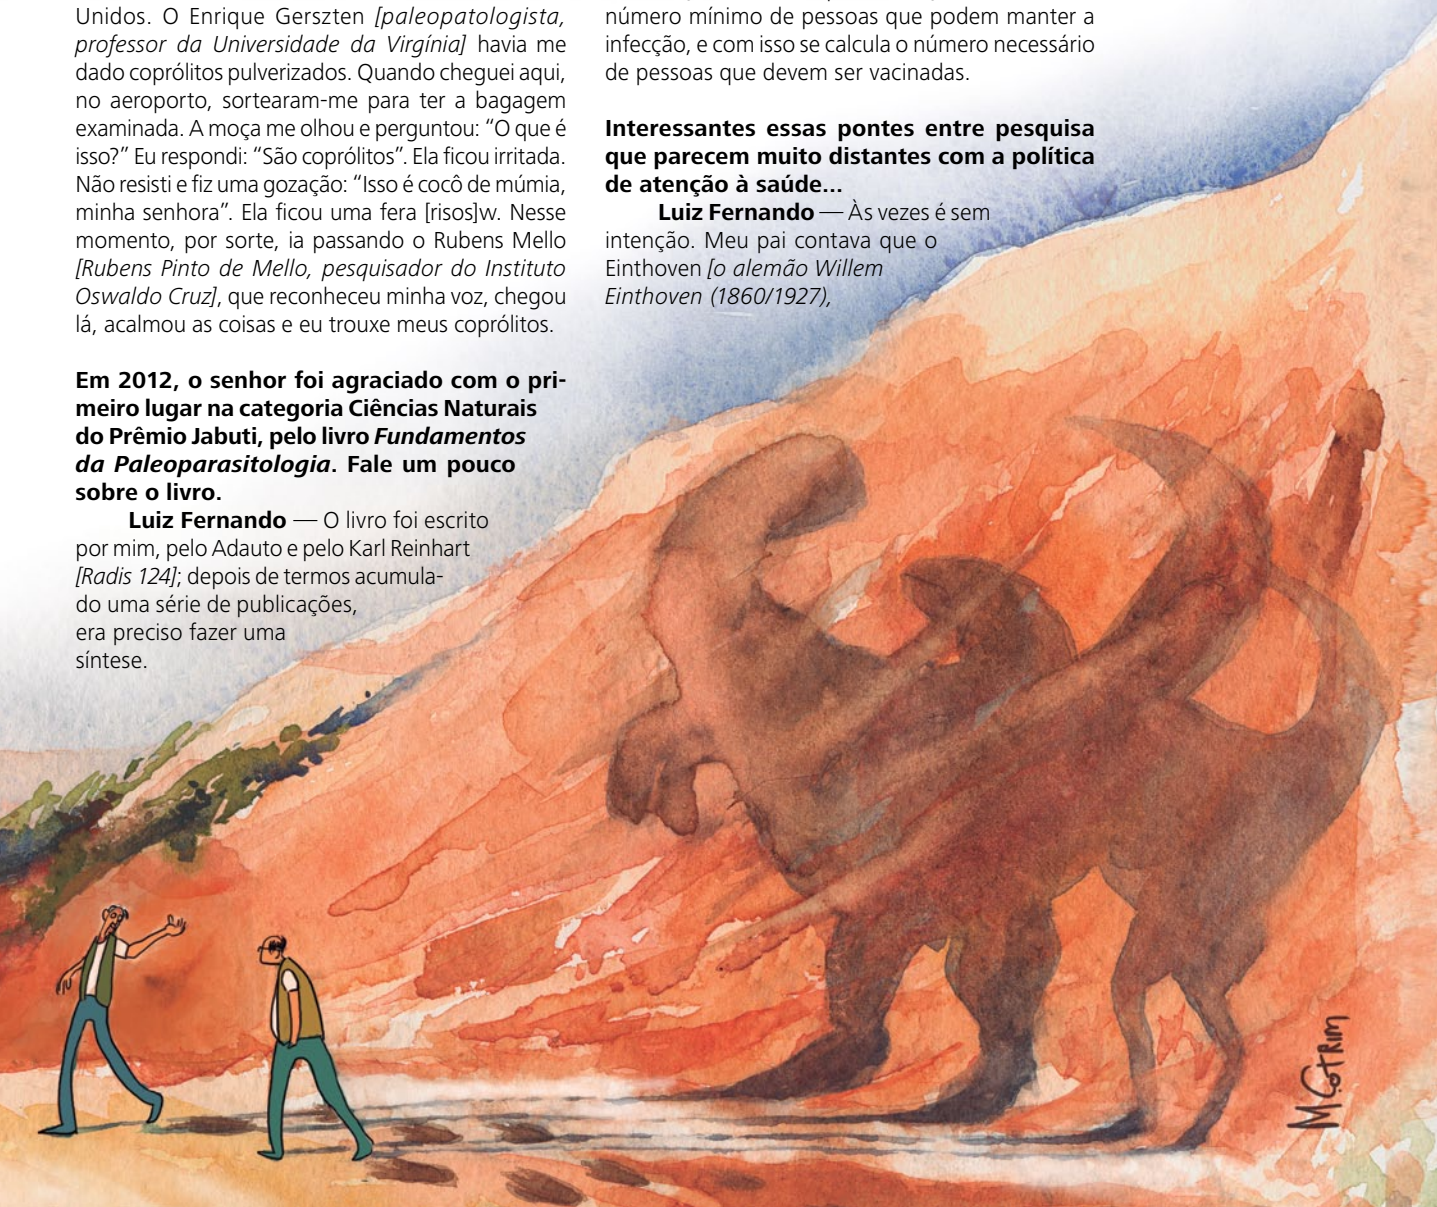 Unidos. O Enrique Gerszten [paleopatologista,
professor da Universidade da Virgínia] havia me
dado coprólitos pulverizados. Quando cheguei aqui,
no aeroporto, sortearam-me para ter a bagagem
examinada. A moça me olhou e perguntou: “O que é
isso?” Eu respondi: “São coprólitos”. Ela ficou irritada.
Não resisti e fiz uma gozação: “Isso é cocô de múmia,
minha senhora”. Ela ficou uma fera [risos]w. Nesse
momento, por sorte, ia passando o Rubens Mello
[Rubens Pinto de Mello, pesquisador do Instituto
Oswaldo Cruz], que reconheceu minha voz, chegou
lá, acalmou as coisas e eu trouxe meus coprólitos.
Em 2012, o senhor foi agraciado com o pri-
meiro lugar na categoria Ciências Naturais
do Prêmio Jabuti, pelo livro Fundamentos
da Paleoparasitologia. Fale um pouco
sobre o livro.
Luiz Fernando — O livro foi escrito
por mim, pelo Adauto e pelo Karl Reinhart
[Radis 124]; depois de termos acumula-
do uma série de publicações,
era preciso fazer uma
síntese.
número mínimo de pessoas que podem manter a
infecção, e com isso se calcula o número necessário
de pessoas que devem ser vacinadas.
Interessantes essas pontes entre pesquisa
que parecem muito distantes com a política
de atenção à saúde...
Luiz Fernando — Às vezes é sem
intenção. Meu pai contava que o
Einthoven [o alemão Willem
Einthoven (1860/1927),
M COTRIM